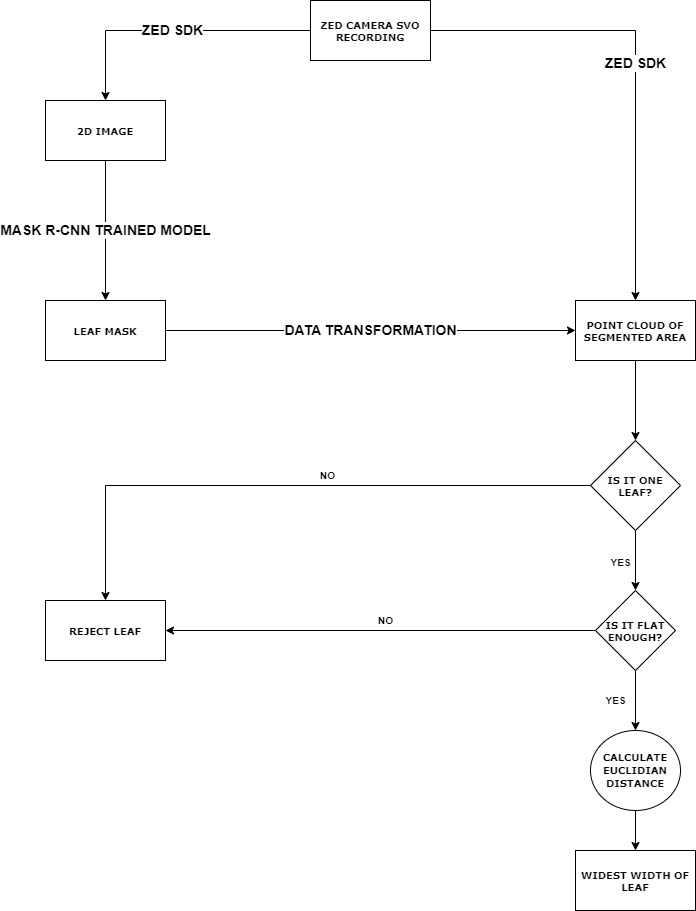 ZED CAMERA SVO
RECORDING
ZED SDK
ZED SDK
2D IMAGE
MASK R-CNN TRAINED MODEL
LEAF MASK
DATA TRANSFORMATION
POINT CLOUD OF
SEGMENTED AREA
IS IT ONE
LEAF?
NO
YES
IS IT FLAT
ENOUGH?
NO
REJECT LEAF
YES
CALCULATE
EUCLIDIAN
DISTANCE
WIDEST WIDTH OF
LEAF